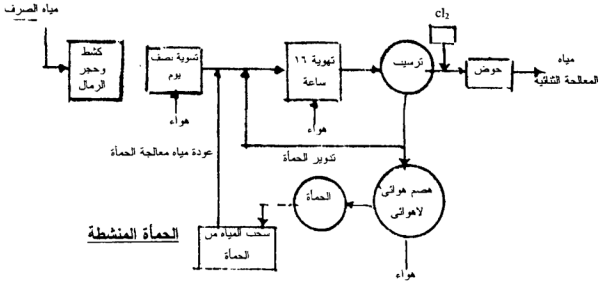 مياه الصرف
كشط
وحجر
الرمال
تسوية نصف
يوم
هواء
تهوية ١٦
ساعة
هواء
ترسيب
cl₂
حوض
مياه
المعالجة الثنائية
عودة مياه معالجة الحمأة
تدوير الحمأة
هضم هوائى
لاهوائى
هواء
الحمأة
سحب المياه من
الحمأة
الحمأة المنشطة